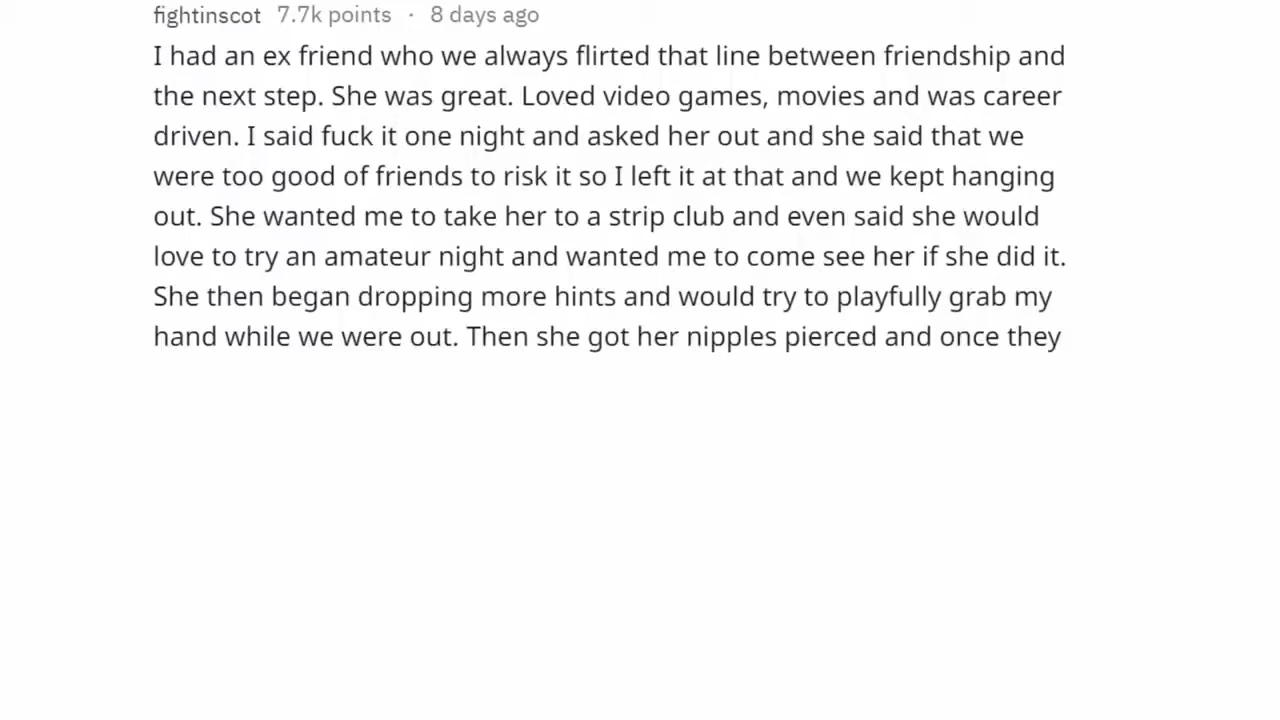 fightinscot 7.7k points · 8 days ago
I had an ex friend who we always flirted that line between friendship and
the next step. She was great. Loved video games, movies and was career
driven. I said fuck it one night and asked her out and she said that we
were too good of friends to risk it so I left it at that and we kept hanging
out. She wanted me to take her to a strip club and even said she would
love to try an amateur night and wanted me to come see her if she did it.
She then began dropping more hints and would try to playfully grab my
hand while we were out. Then she got her nipples pierced and once they